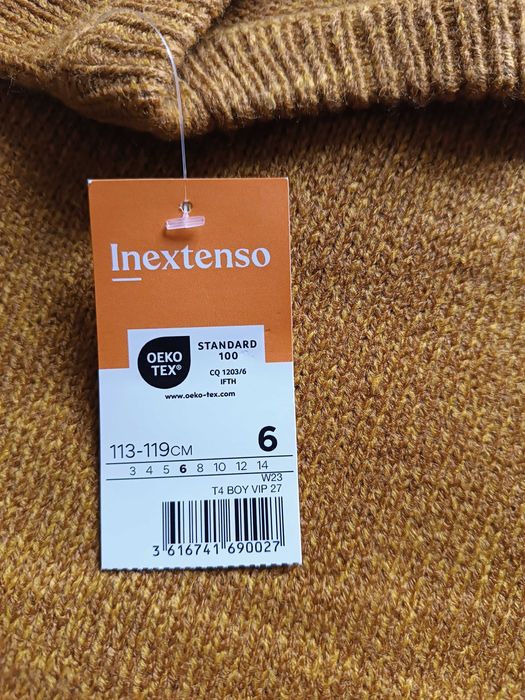 Inextenso
OEKO
TEX®
STANDARD
100
CQ 1203/6
IFTH
www.oeko-tex.com
113-119CM
6
3 4 5 6 8 10 12 14
W23
T4 BOY VIP 27
3 616741 690027